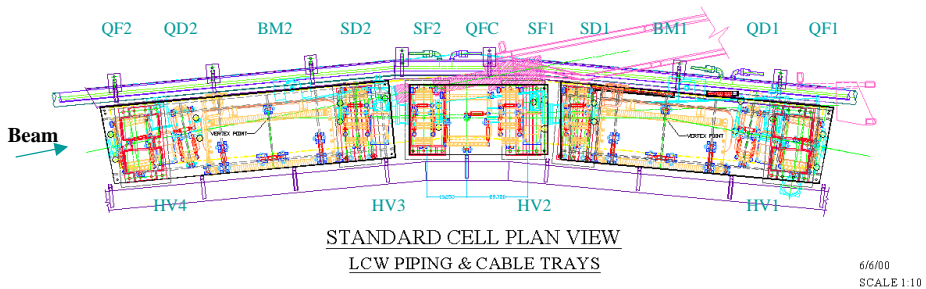 QF2 QD2 BM2 SD2 SF2 QFC SF1 SD1 BM1 QD1 QF1
Beam
VERTEX POINT VERTEX POINT
HV4 HV3 HV2 HV1
STANDARD CELL PLAN VIEW
LCW PIPING & CABLE TRAYS
6/6/00
SCALE 1:10